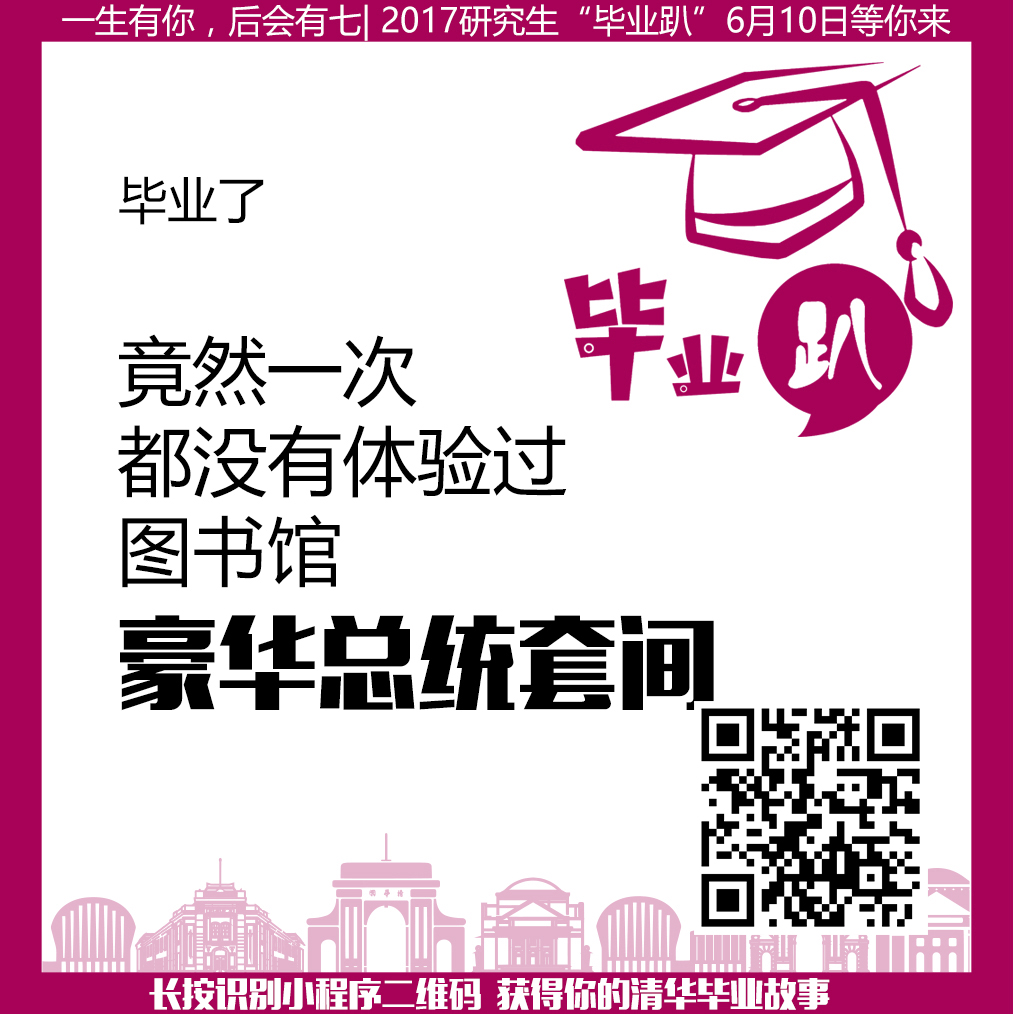 一生有你，后会有七| 2017研究生“毕业趴”6月10日等你来
毕业了
毕业趴
竟然一次
都没有体验过
图书馆
豪华总统套间
清华园
长按识别小程序二维码 获得你的清华毕业故事